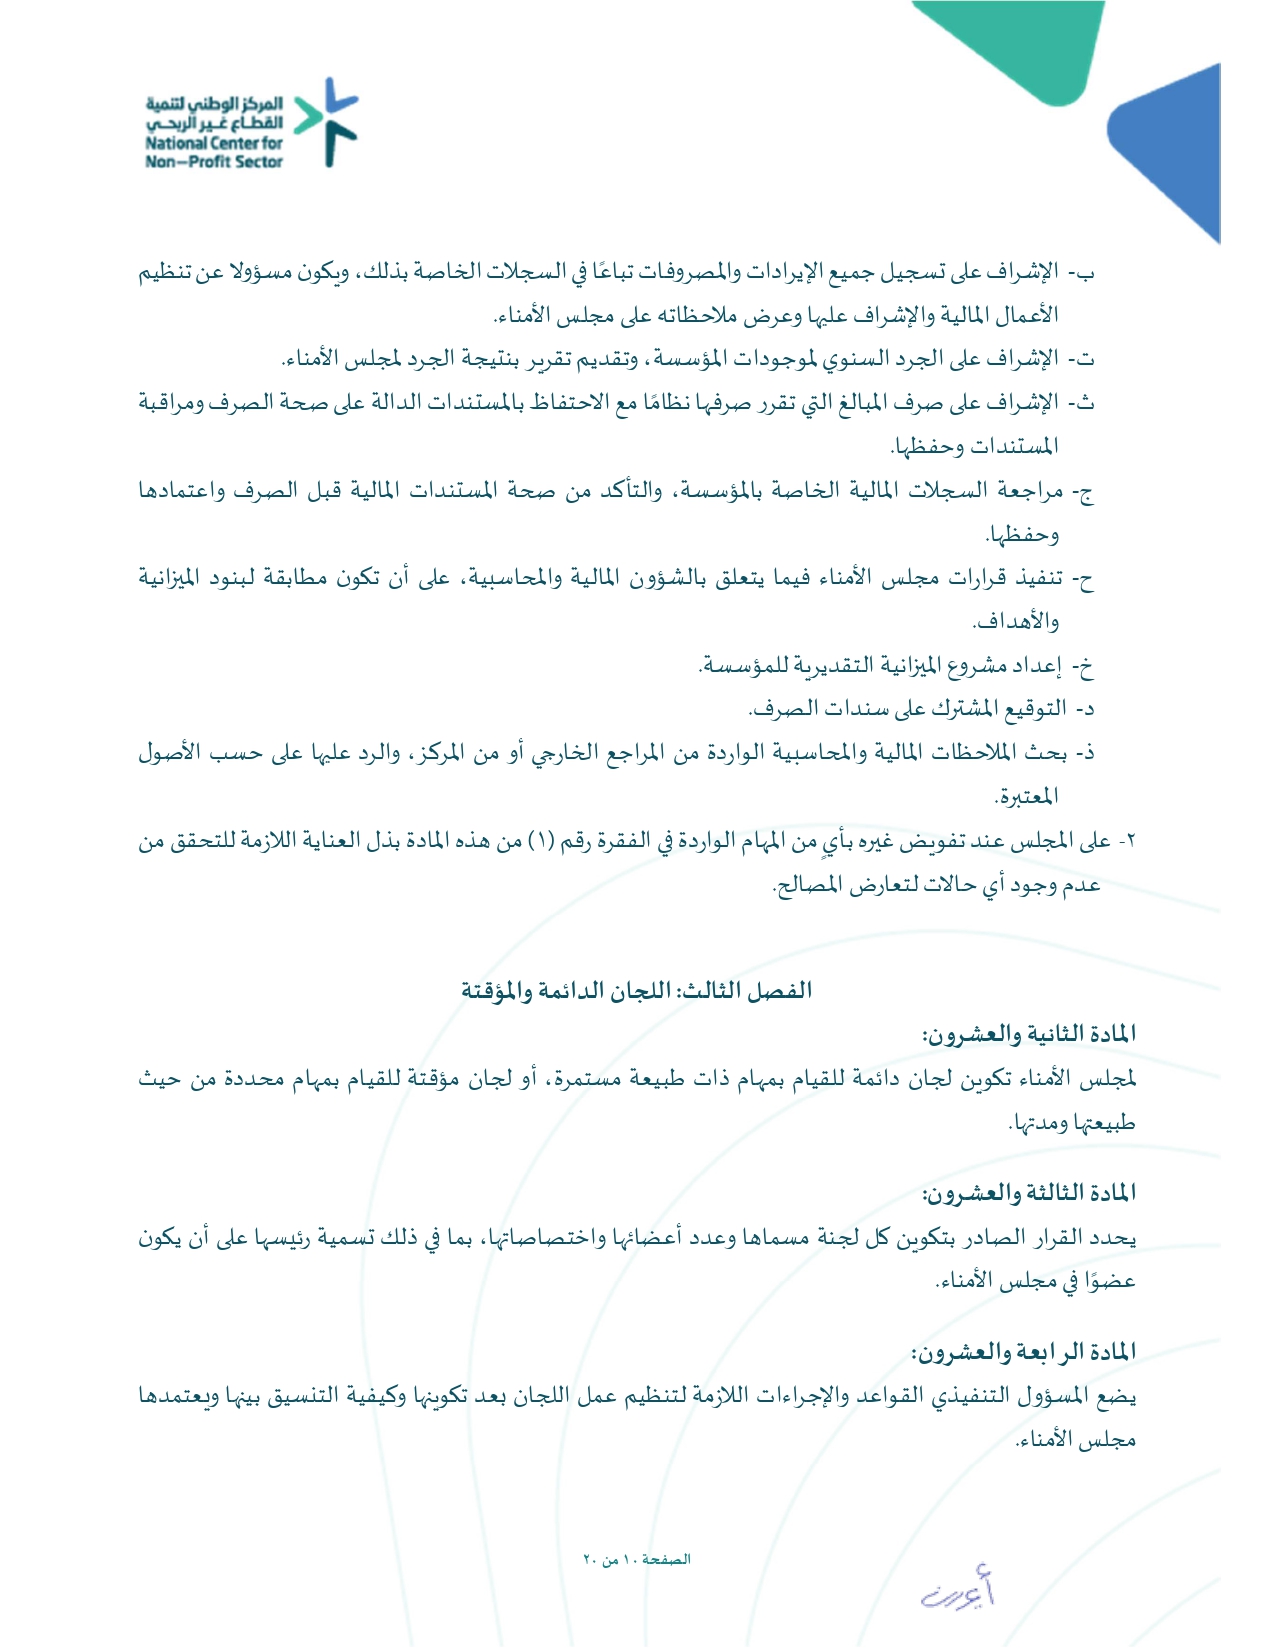 المركز الوطني لتنمية
القطاع غير الربحي
National Center for
Non-Profit Sector
ب- الإشراف على تسجيل جميع الإيرادات والمصروفات تباعًا في السجلات الخاصة بذلك، ويكون مسؤولا عن تنظيم
الأعمال المالية والإشراف عليها وعرض ملاحظاته على مجلس الأمناء.
ت- الإشراف على الجرد السنوي لموجودات المؤسسة، وتقديم تقرير بنتيجة الجرد لمجلس الأمناء.
ث- الإشراف على صرف المبالغ التي تقرر صرفها نظامًا مع الاحتفاظ بالمستندات الدالة على صحة الصرف ومراقبة
المستندات وحفظها.
ج- مراجعة السجلات المالية الخاصة بالمؤسسة، والتأكد من صحة المستندات المالية قبل الصرف واعتمادها
وحفظها.
ح- تنفيذ قرارات مجلس الأمناء فيما يتعلق بالشؤون المالية والمحاسبية، على أن تكون مطابقة لبنود الميزانية
والأهداف.
خ- إعداد مشروع الميزانية التقديرية للمؤسسة.
د- التوقيع المشترك على سندات الصرف.
ذ- بحث الملاحظات المالية والمحاسبية الواردة من المراجع الخارجي أو من المركز، والرد عليها على حسب الأصول
المعتبرة.
٢- على المجلس عند تفويض غيره بأيٍ من المهام الواردة في الفقرة رقم (١) من هذه المادة بذل العناية اللازمة للتحقق من
عدم وجود أي حالات لتعارض المصالح.
الفصل الثالث: اللجان الدائمة والمؤقتة
المادة الثانية والعشرون:
لمجلس الأمناء تكوين لجان دائمة للقيام بمهام ذات طبيعة مستمرة، أو لجان مؤقتة للقيام بمهام محددة من حيث
طبيعتها ومدتها.
المادة الثالثة والعشرون:
يحدد القرار الصادر بتكوين كل لجنة مسماها وعدد أعضائها واختصاصاتها، بما في ذلك تسمية رئيسها على أن يكون
عضوًا في مجلس الأمناء.
المادة الرابعة والعشرون:
يضع المسؤول التنفيذي القواعد والإجراءات اللازمة لتنظيم عمل اللجان بعد تكوينها وكيفية التنسيق بينها ويعتمدها
مجلس الأمناء.
الصفحة ١٠ من ٢٠